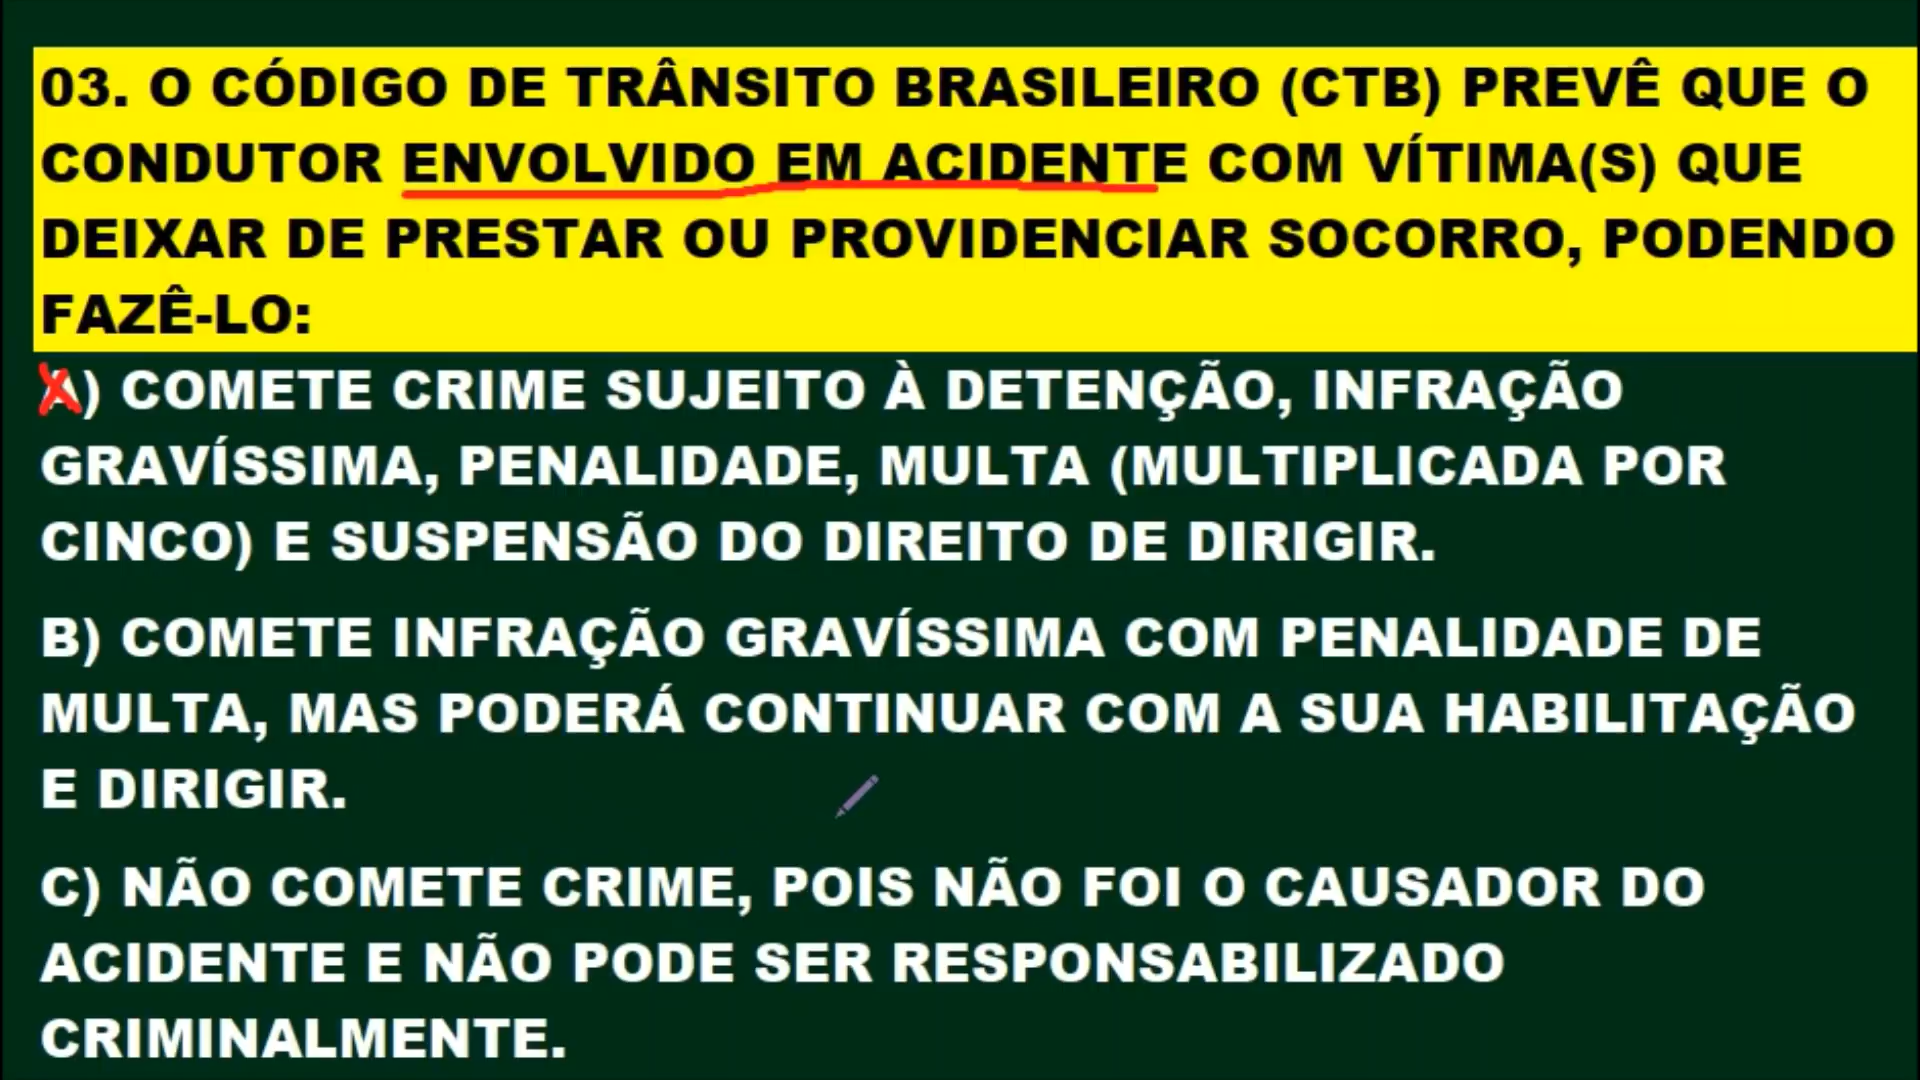 03. O CÓDIGO DE TRÂNSITO BRASILEIRO (CTB) PREVÊ QUE O
CONDUTOR ENVOLVIDO EM ACIDENTE COM VÍTIMA(S) QUE
DEIXAR DE PRESTAR OU PROVIDENCIAR SOCORRO, PODENDO
FAZÊ-LO:
A) COMETE CRIME SUJEITO À DETENÇÃO, INFRAÇÃO
GRAVÍSSIMA, PENALIDADE, MULTA (MULTIPLICADA POR
CINCO) E SUSPENSÃO DO DIREITO DE DIRIGIR.
B) COMETE INFRAÇÃO GRAVÍSSIMA COM PENALIDADE DE
MULTA, MAS PODERÁ CONTINUAR COM A SUA HABILITAÇÃO
E DIRIGIR.
C) NÃO COMETE CRIME, POIS NÃO FOI O CAUSADOR DO
ACIDENTE E NÃO PODE SER RESPONSABILIZADO
CRIMINALMENTE.